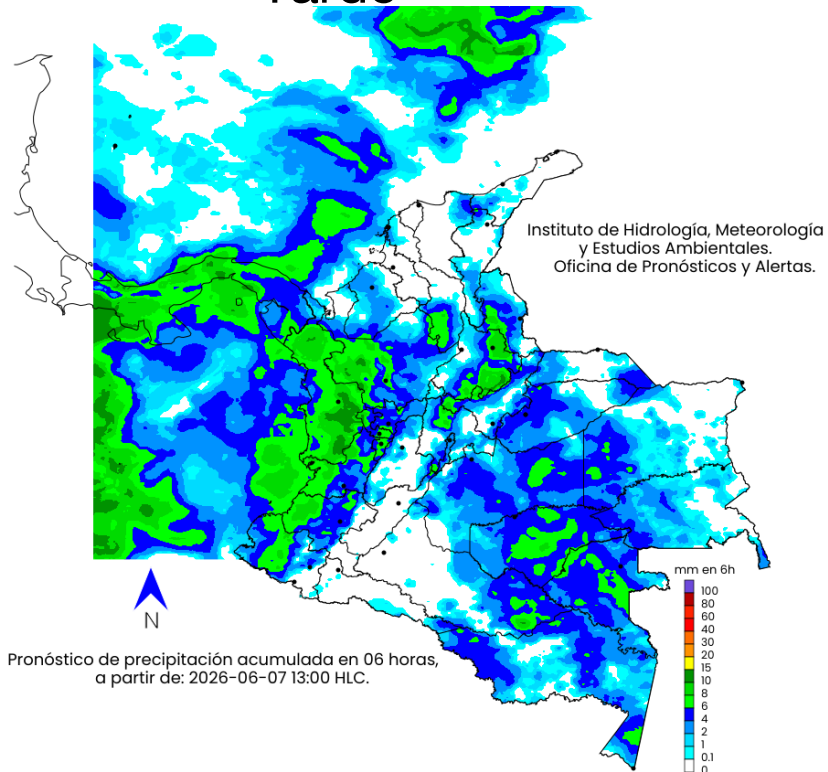 Instituto de Hidrología, Meteorología
y Estudios Ambientales.
Oficina de Pronósticos y Alertas.
mm en 6h
100
80
60
40
30
20
15
10
8
6
4
2
1
0.1
0
N
Pronóstico de precipitación acumulada en 06 horas,
a partir de: 2026-06-07 13:00 HLC.